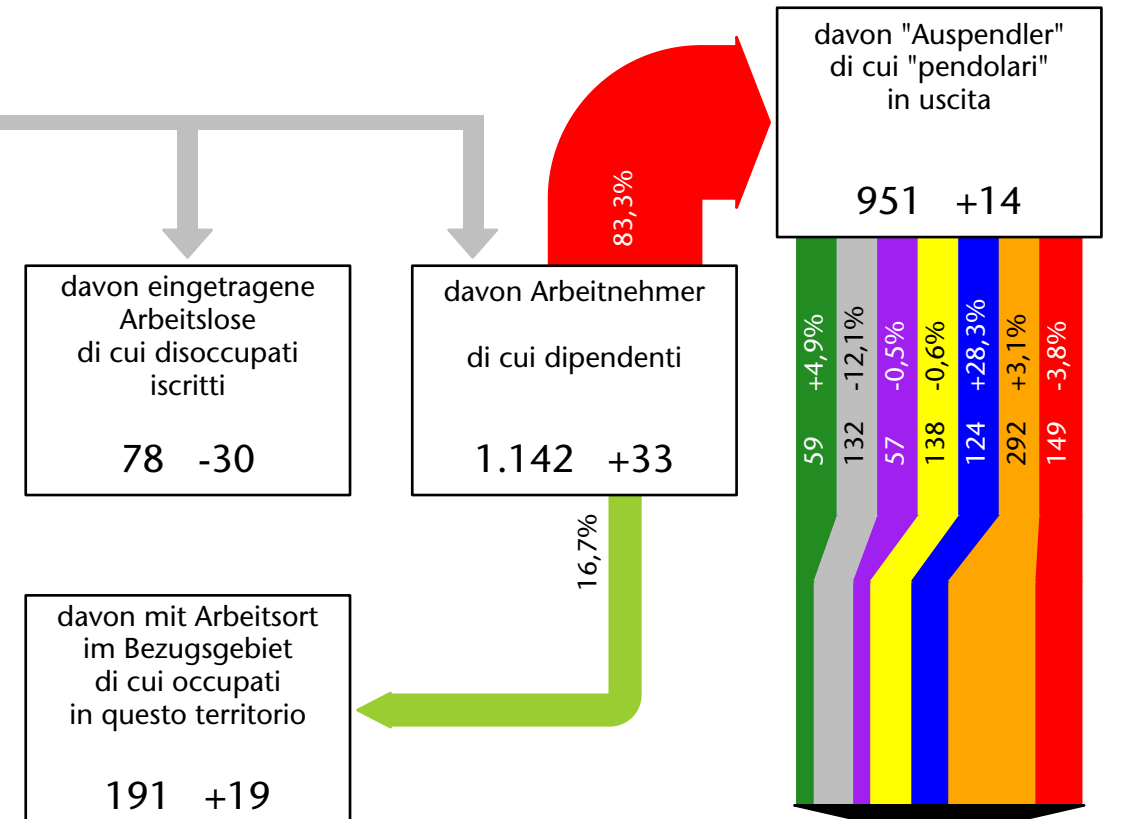 davon "Auspendler"
di cui "pendolari"
in uscita
951 +14
83,3%
davon eingetragene
Arbeitslose
di cui disoccupati
iscritti
78 -30
davon Arbeitnehmer
di cui dipendenti
1.142 +33
59 +4,9%
132 -12,1%
57 -0,5%
138 -0,6%
124 +28,3%
292 +3,1%
149 -3,8%
16,7%
davon mit Arbeitsort
im Bezugsgebiet
di cui occupati
in questo territorio
191 +19